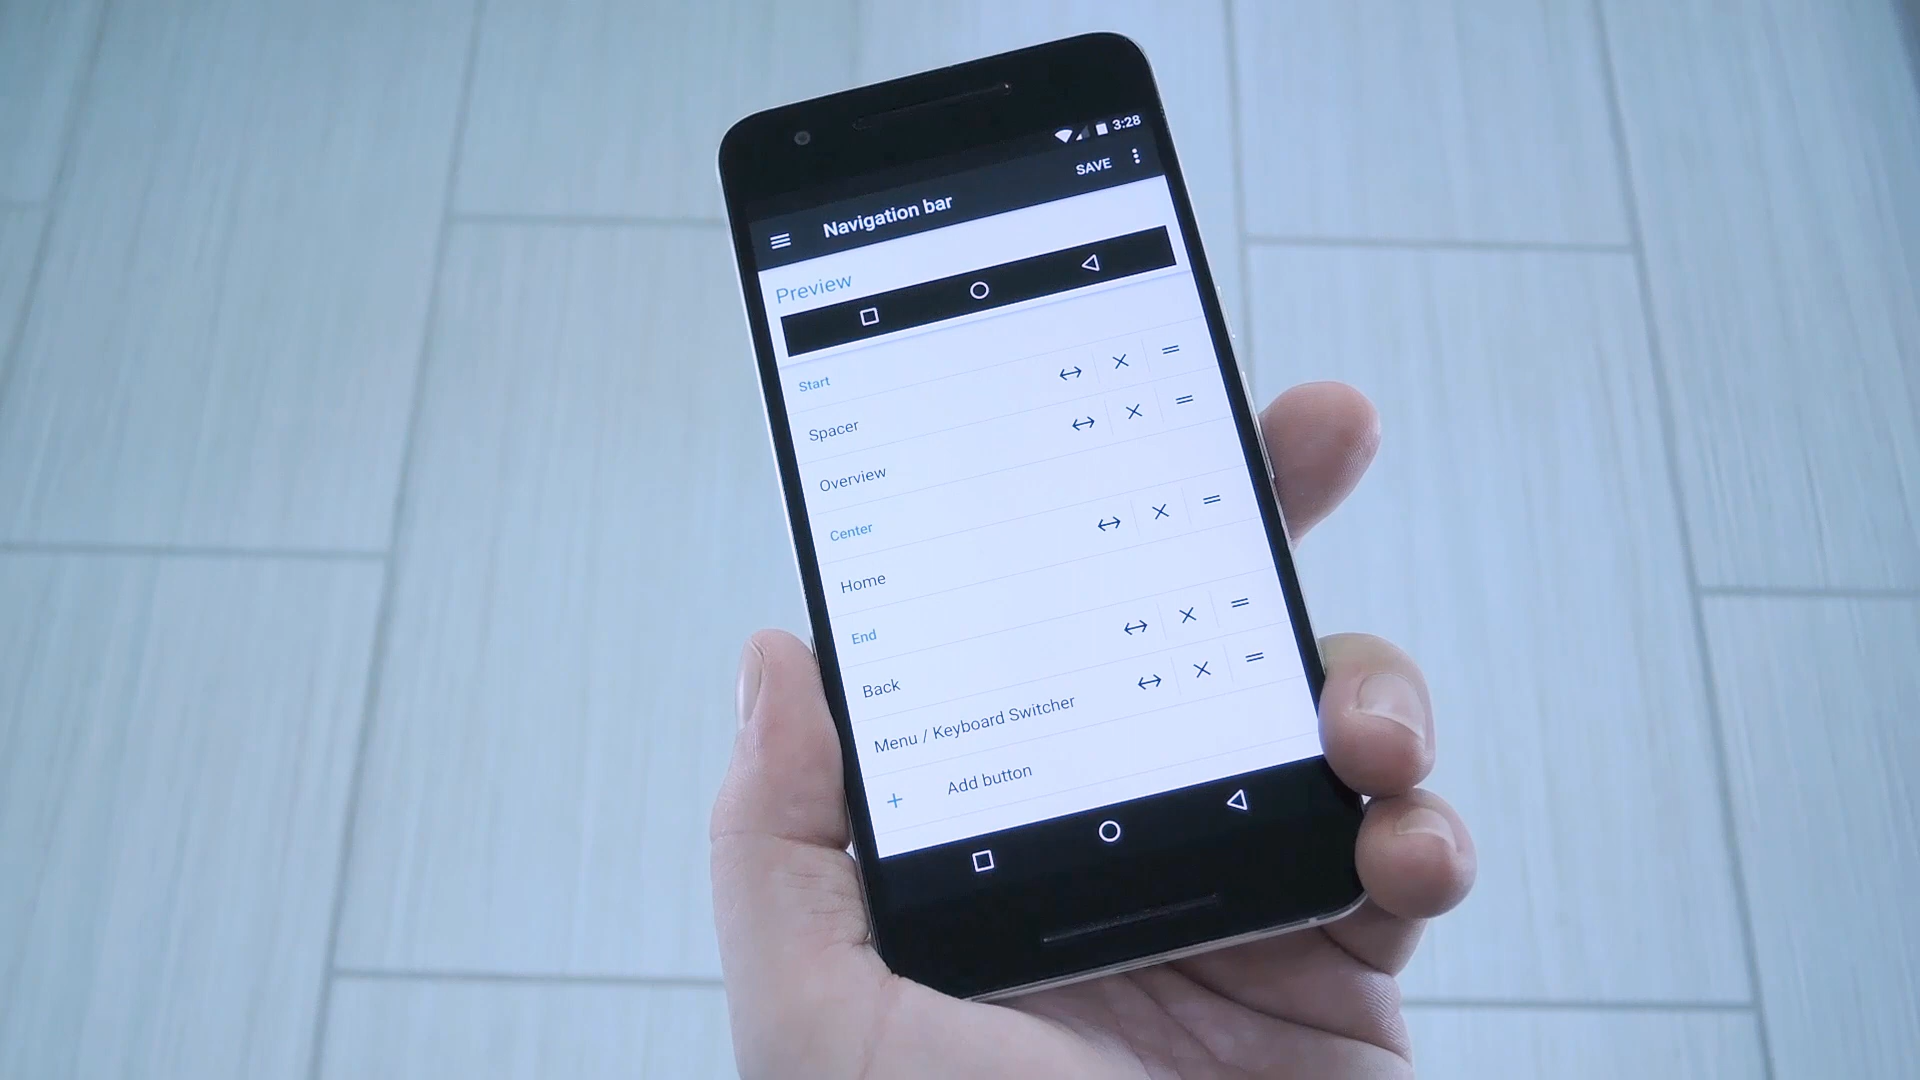 3:28
SAVE
Navigation bar
Preview
Start
Spacer
Overview
Center
Home
End
Back
Menu / Keyboard Switcher
Add button